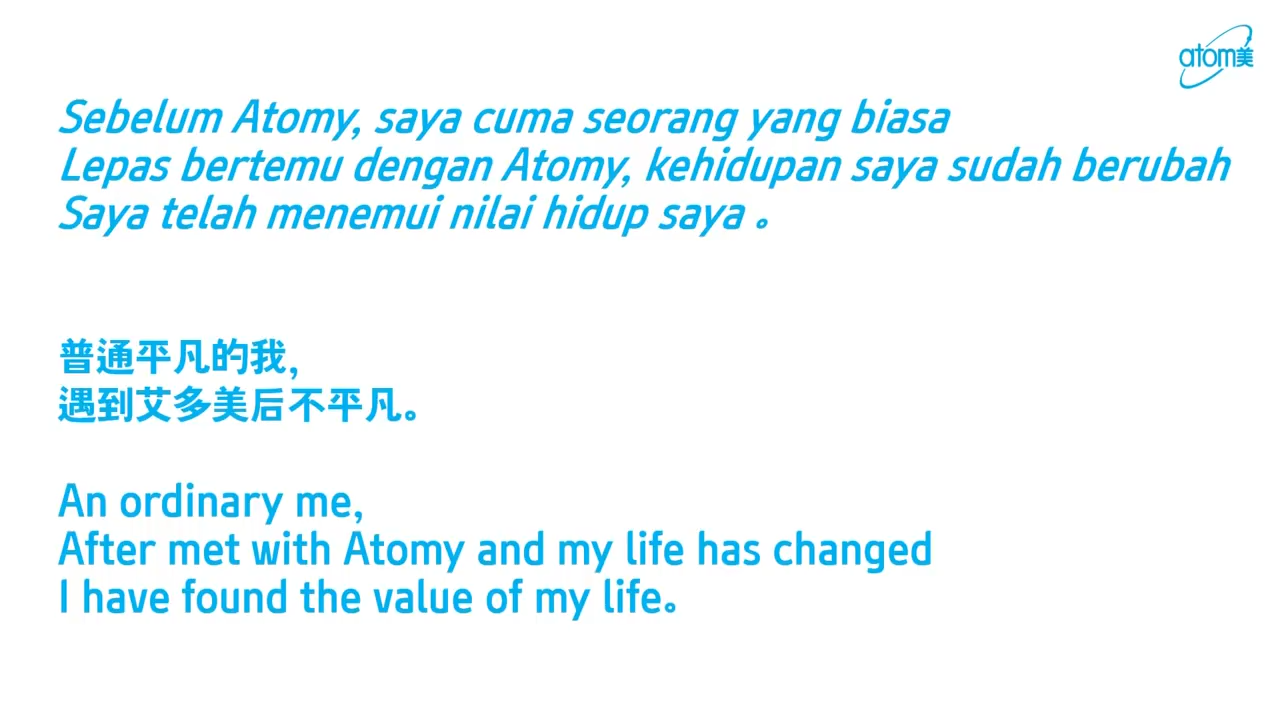 atom美
Sebelum Atomy, saya cuma seorang yang biasa
Lepas bertemu dengan Atomy, kehidupan saya sudah berubah
Saya telah menemui nilai hidup saya 。
普通平凡的我,
遇到艾多美后不平凡。
An ordinary me,
After met with Atomy and my life has changed
I have found the value of my life。